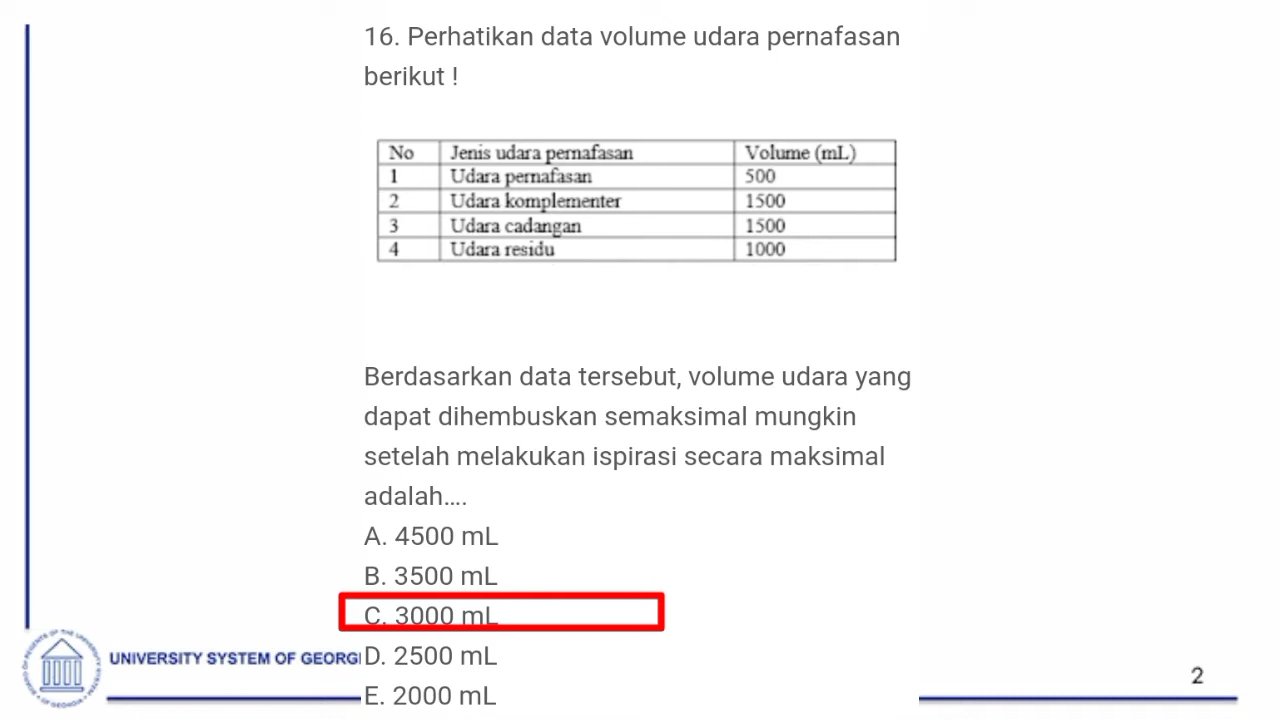 16. Perhatikan data volume udara pernafasan
berikut !
No Jenis udara pernafasan Volume (mL)
1 Udara pernafasan 500
2 Udara komplementer 1500
3 Udara cadangan 1500
4 Udara residu 1000
Berdasarkan data tersebut, volume udara yang
dapat dihembuskan semaksimal mungkin
setelah melakukan ispirasi secara maksimal
adalah....
A. 4500 mL
B. 3500 mL
C. 3000 mL
D. 2500 mL
E. 2000 mL
UNIVERSITY SYSTEM OF GEORGI
2